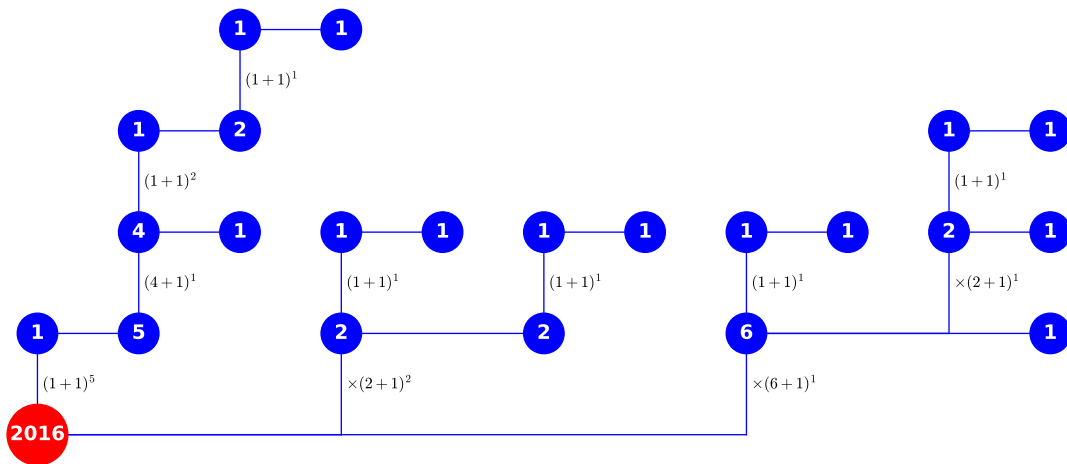 1 1
(1 + 1)^1
1 2 1 1
(1 + 1)^2 (1 + 1)^1
4 1 1 1 1 1 1 1 2 1
(4 + 1)^1 (1 + 1)^1 (1 + 1)^1 (1 + 1)^1 ×(2 + 1)^1
1 5 2 2 6 1
(1 + 1)^5 ×(2 + 1)^2 ×(6 + 1)^1
2016